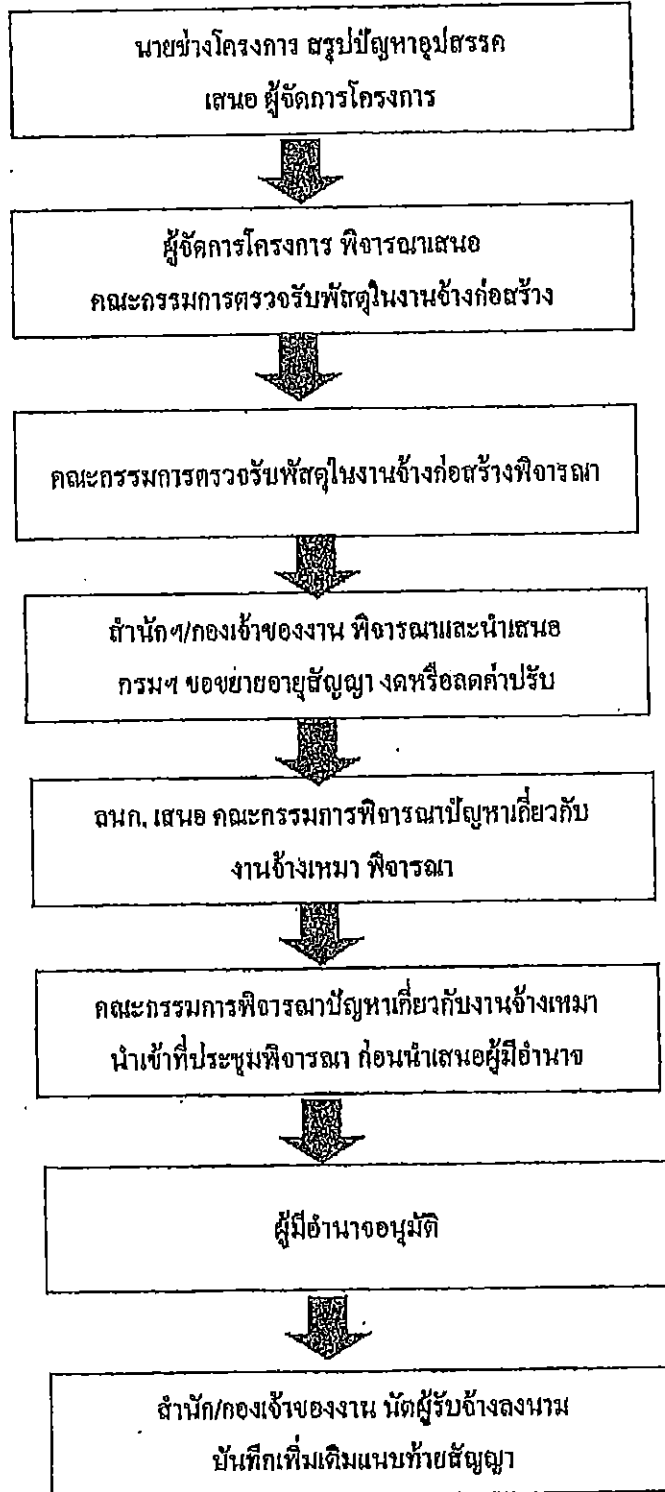 นายช่างโครงการ สรุปปัญหาอุปสรรค
เสนอ ผู้จัดการโครงการ
ผู้จัดการโครงการ พิจารณาเสนอ
คณะกรรมการตรวจรับพัสดุในงานจ้างก่อสร้าง
คณะกรรมการตรวจรับพัสดุในงานจ้างก่อสร้างพิจารณา
สำนักฯ/กองเจ้าของงาน พิจารณาและนำเสนอ
กรมฯ ขอขยายอายุสัญญา งดหรือลดค่าปรับ
ลนก. เสนอ คณะกรรมการพิจารณาปัญหาเกี่ยวกับ
งานจ้างเหมา พิจารณา
คณะกรรมการพิจารณาปัญหาเกี่ยวกับงานจ้างเหมา
นำเข้าที่ประชุมพิจารณา ก่อนนำเสนอผู้มีอำนาจ
ผู้มีอำนาจอนุมัติ
สำนัก/กองเจ้าของงาน นัดผู้รับจ้างลงนาม
บันทึกเพิ่มเติมแนบท้ายสัญญา